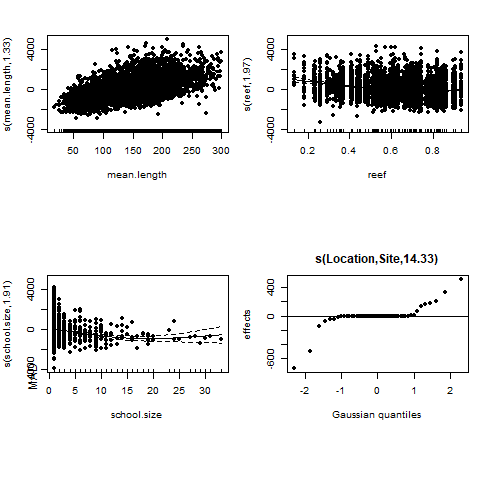 s(mean.length,1.33)
4000
0
-4000
50 100 150 200 250 300
mean.length
s(reef,1.97)
4000
0
-4000
0.2 0.4 0.6 0.8
reef
s(school.size,1.91)
4000
0
-4000
0 5 10 15 20 25 30
school.size
s(Location,Site,14.33)
effects
400
0
-600
-2 -1 0 1 2
Gaussian quantiles